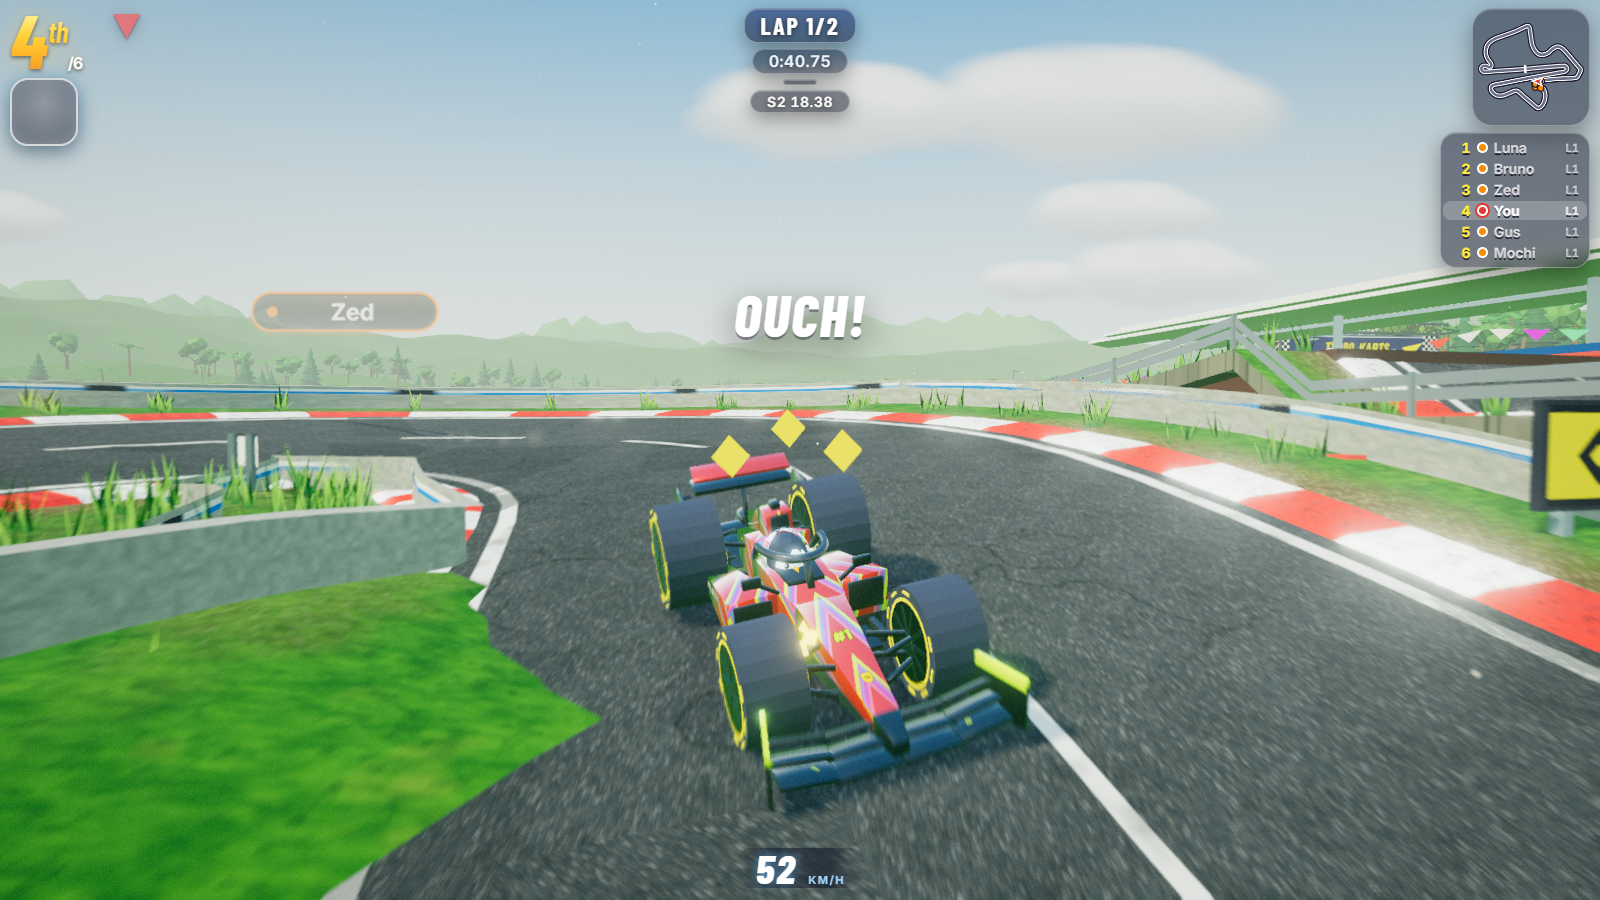 4th
/6
LAP 1/2
0:40.75
S2 18.38
1 Luna L1
2 Bruno L1
3 Zed L1
4 You L1
5 Gus L1
6 Mochi L1
Zed
OUCH!
52 KM/H